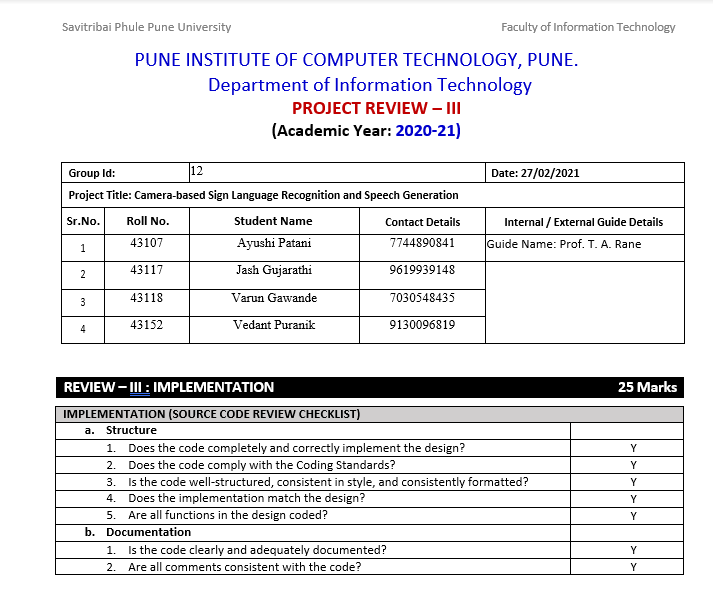 Savitribai Phule Pune University Faculty of Information Technology
PUNE INSTITUTE OF COMPUTER TECHNOLOGY, PUNE.
Department of Information Technology
PROJECT REVIEW – III
(Academic Year: 2020-21)
Group Id: 12 Date: 27/02/2021
Project Title: Camera-based Sign Language Recognition and Speech Generation
Sr.No. Roll No. Student Name Contact Details Internal / External Guide Details
1 43107 Ayushi Patani 7744890841 Guide Name: Prof. T. A. Rane
2 43117 Jash Gujarathi 9619939148
3 43118 Varun Gawande 7030548435
4 43152 Vedant Puranik 9130096819
REVIEW – III : IMPLEMENTATION 25 Marks
IMPLEMENTATION (SOURCE CODE REVIEW CHECKLIST)
a. Structure
1. Does the code completely and correctly implement the design? Y
2. Does the code comply with the Coding Standards? Y
3. Is the code well-structured, consistent in style, and consistently formatted? Y
4. Does the implementation match the design? Y
5. Are all functions in the design coded? Y
b. Documentation
1. Is the code clearly and adequately documented? Y
2. Are all comments consistent with the code? Y